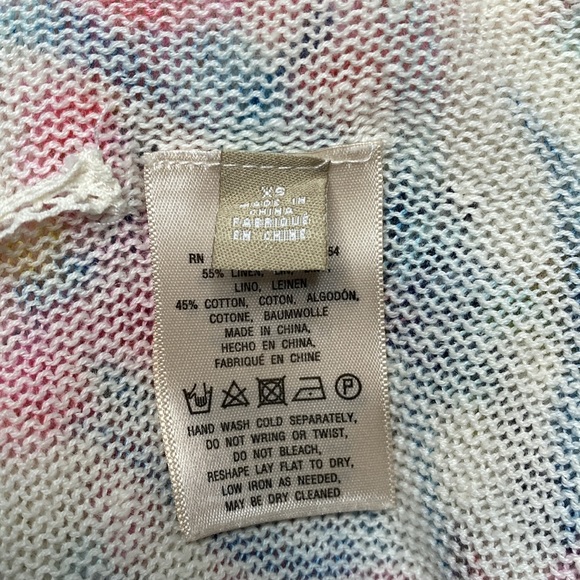 XS
MADE IN
CHINA
FABRIQUÉ
EN CHINE
RN 54
55% LINEN,
LINO, LEINEN
45% COTTON, COTON, ALGODÓN,
COTONE, BAUMWOLLE
MADE IN CHINA,
HECHO EN CHINA,
FABRIQUÉ EN CHINE
P
HAND WASH COLD SEPARATELY,
DO NOT WRING OR TWIST,
DO NOT BLEACH,
RESHAPE LAY FLAT TO DRY,
LOW IRON AS NEEDED,
MAY BE DRY CLEANED